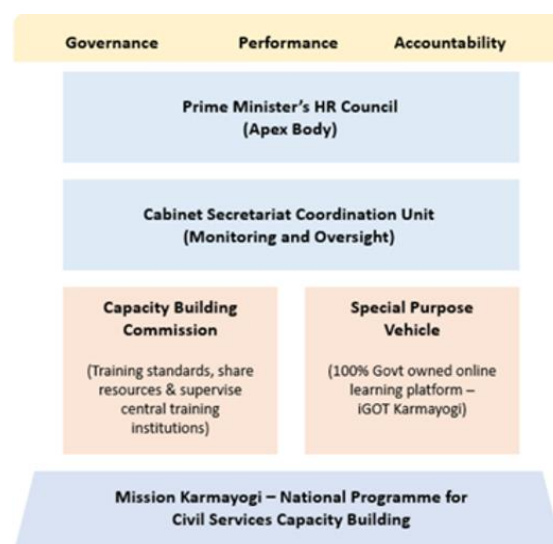 Governance Performance Accountability
Prime Minister's HR Council
(Apex Body)
Cabinet Secretariat Coordination Unit
(Monitoring and Oversight)
Capacity Building
Commission
(Training standards, share
resources & supervise
central training
institutions)
Special Purpose
Vehicle
(100% Govt owned online
learning platform –
iGOT Karmayogi)
Mission Karmayogi – National Programme for
Civil Services Capacity Building